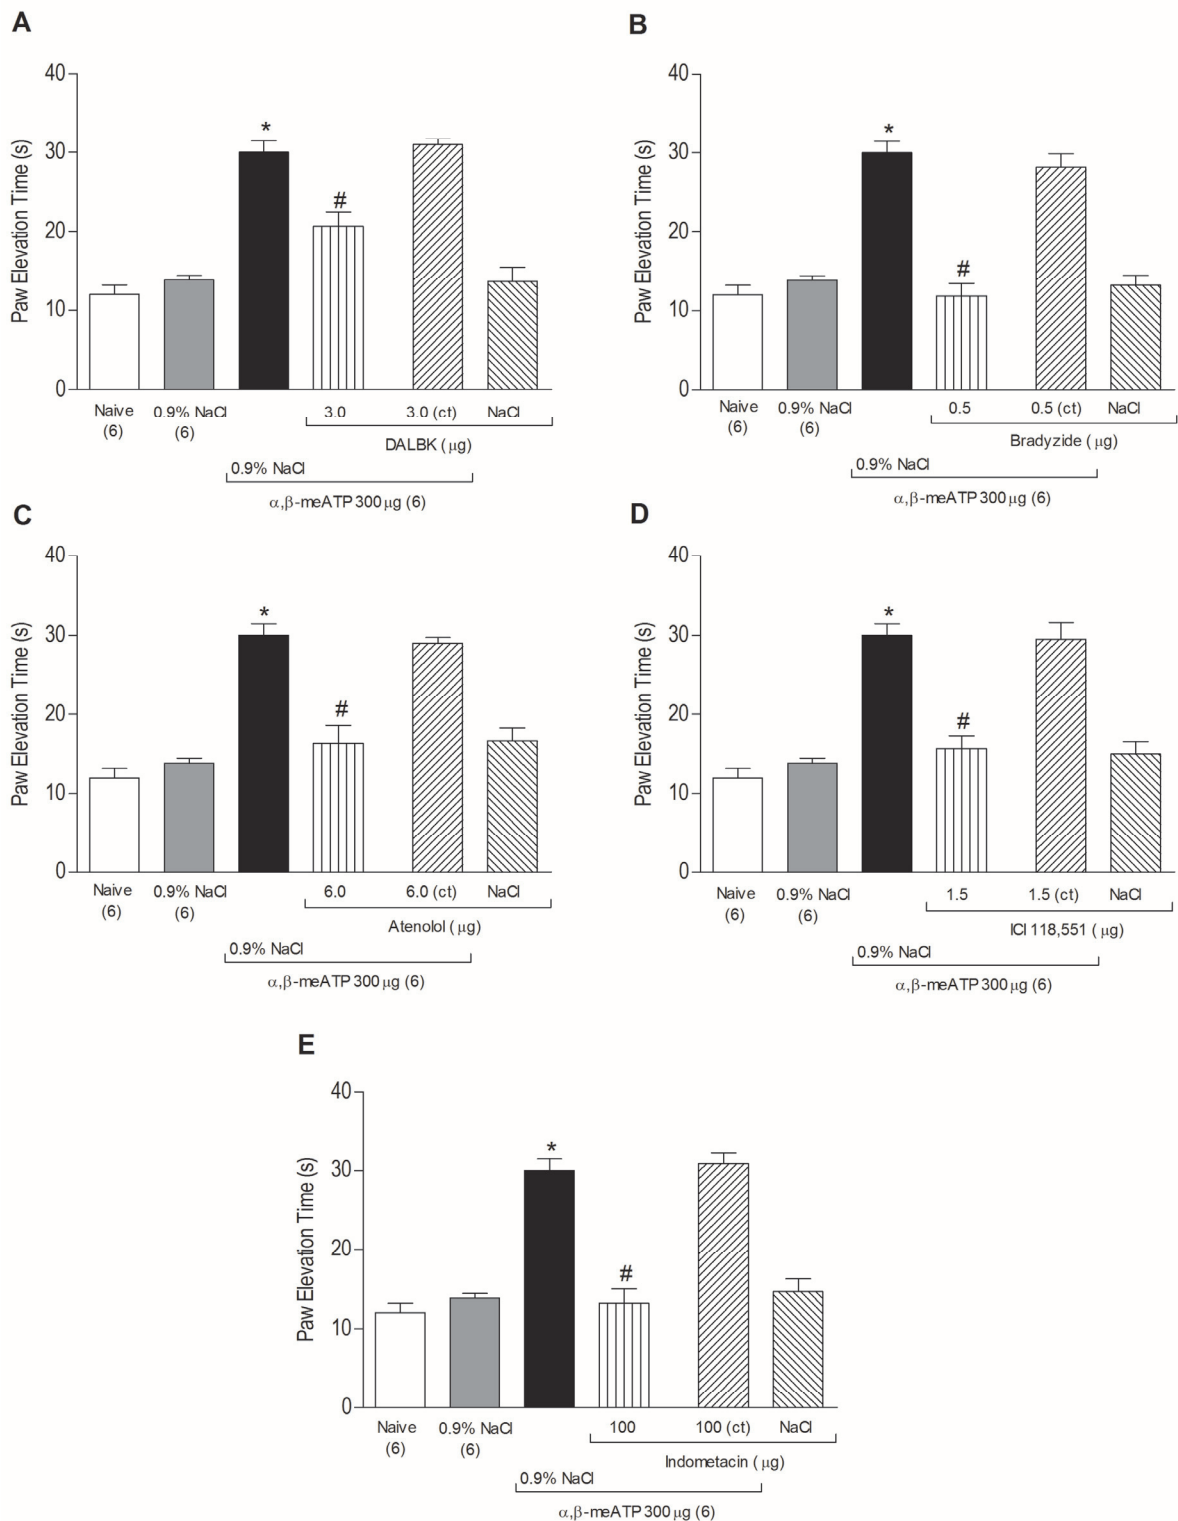 A
Paw Elevation Time (s)
40
30
20
10
0
*
#
Naive
(6)
0.9% NaCl
(6)
3.0
3.0 (ct)
NaCl
DALBK ( μg)
0.9% NaCl
α,β-meATP 300 μg (6)
B
Paw Elevation Time (s)
40
30
20
10
0
*
#
Naive
(6)
0.9% NaCl
(6)
0.5
0.5 (ct)
NaCl
Bradyzide ( μg)
0.9% NaCl
α,β-meATP 300 μg (6)
C
Paw Elevation Time (s)
40
30
20
10
0
*
#
Naive
(6)
0.9% NaCl
(6)
6.0
6.0 (ct)
NaCl
Atenolol ( μg)
0.9% NaCl
α,β-meATP 300 μg (6)
D
Paw Elevation Time (s)
40
30
20
10
0
*
#
Naive
(6)
0.9% NaCl
(6)
1.5
1.5 (ct)
NaCl
ICI 118,551 ( μg)
0.9% NaCl
α,β-meATP 300 μg (6)
E
Paw Elevation Time (s)
40
30
20
10
0
*
#
Naive
(6)
0.9% NaCl
(6)
100
100 (ct)
NaCl
Indometacin ( μg)
0.9% NaCl
α,β-meATP 300 μg (6)